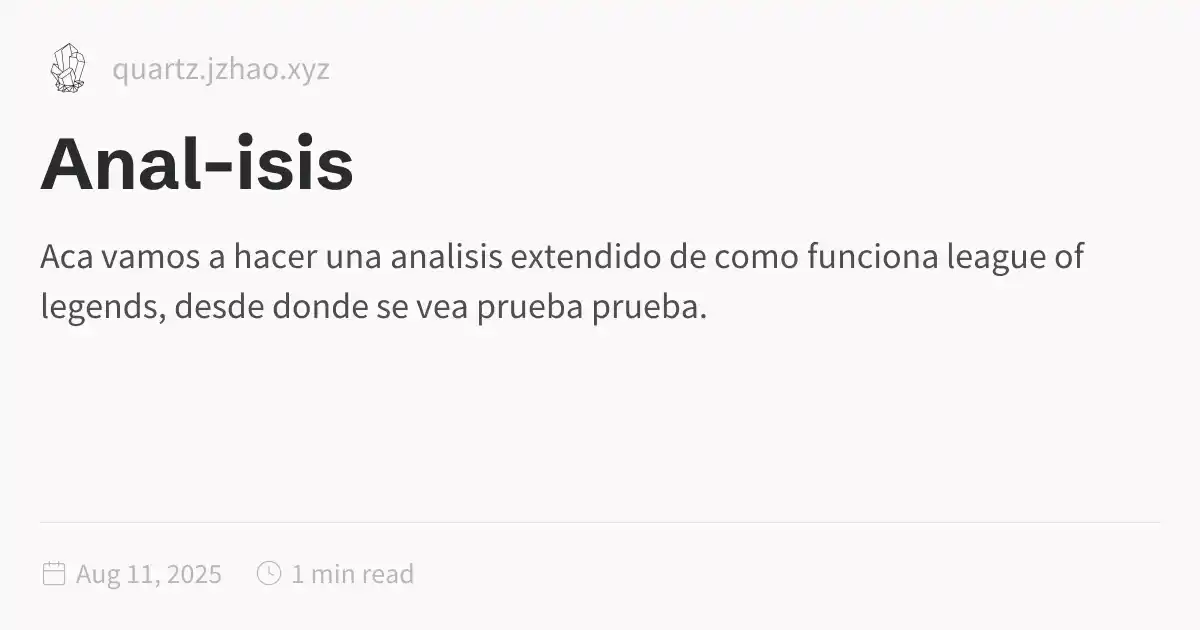 quartz.jzhao.xyz
Anal-isis
Aca vamos a hacer una analisis extendido de como funciona league of
legends, desde donde se vea prueba prueba.
Aug 11, 2025 1 min read